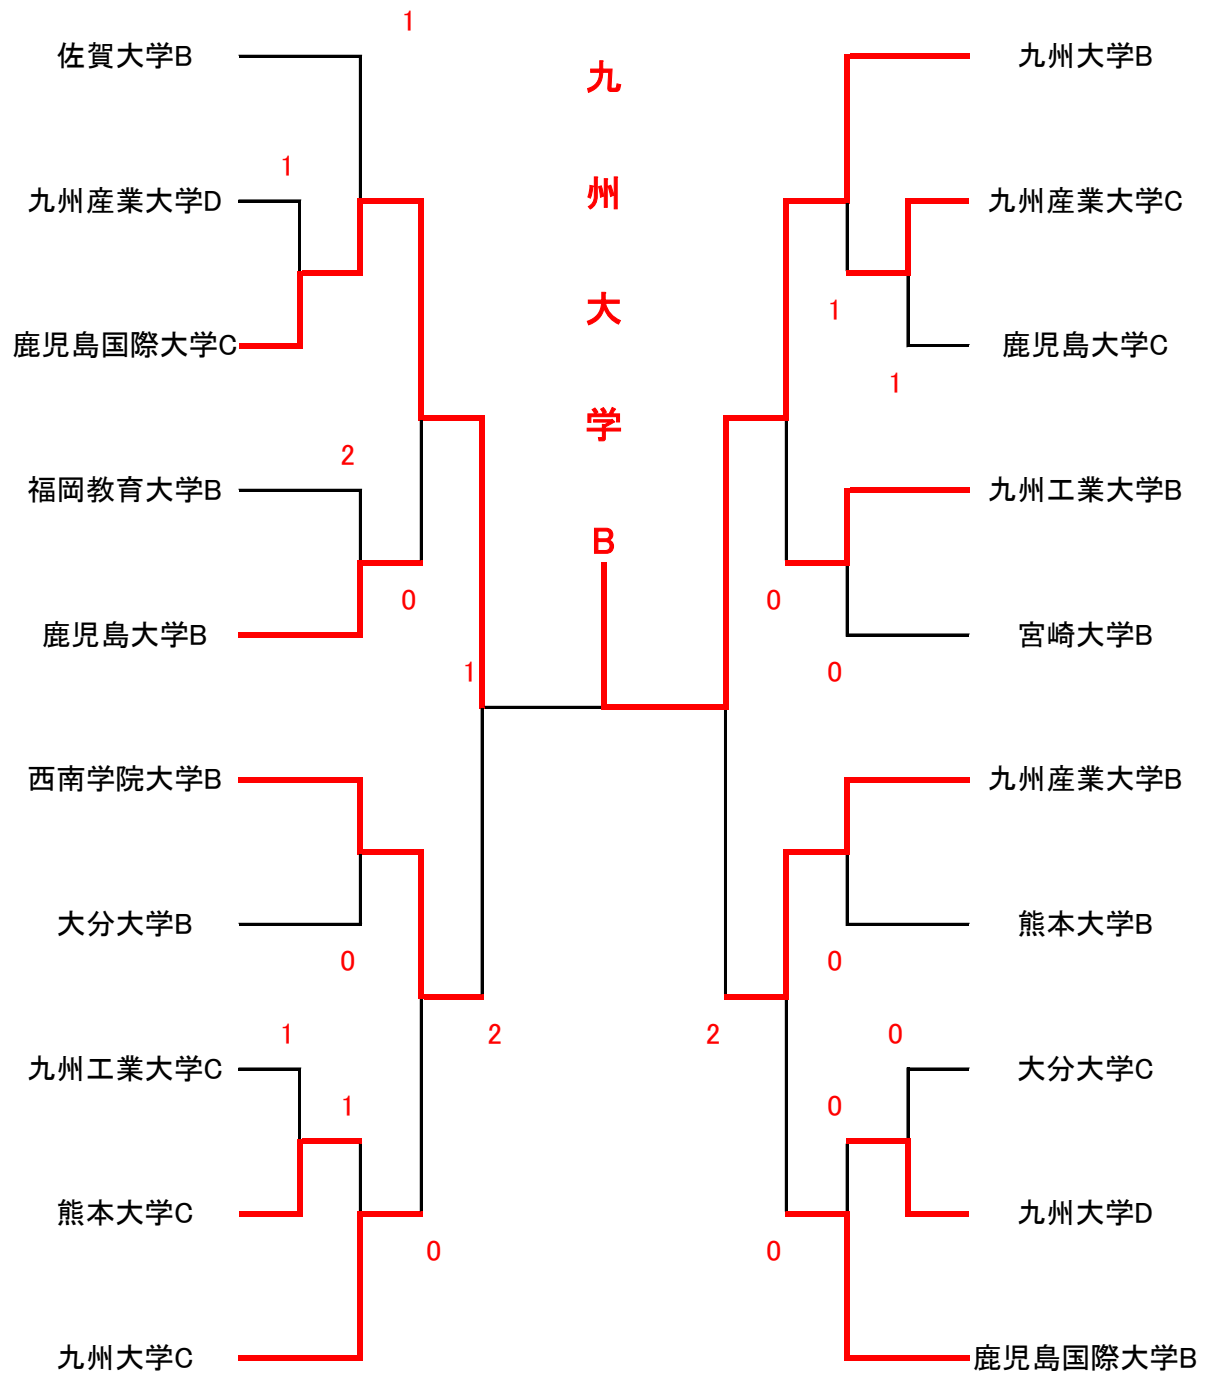 1
佐賀大学B
1
九州産業大学D
鹿児島国際大学C
2
福岡教育大学B
0
鹿児島大学B
1
西南学院大学B
大分大学B
0
2
1
九州工業大学C
1
熊本大学C
0
九州大学C
九
州
大
学
B
九州大学B
九州産業大学C
1
鹿児島大学C
1
九州工業大学B
0
宮崎大学B
0
九州産業大学B
熊本大学B
0
2
0
大分大学C
0
九州大学D
0
鹿児島国際大学B